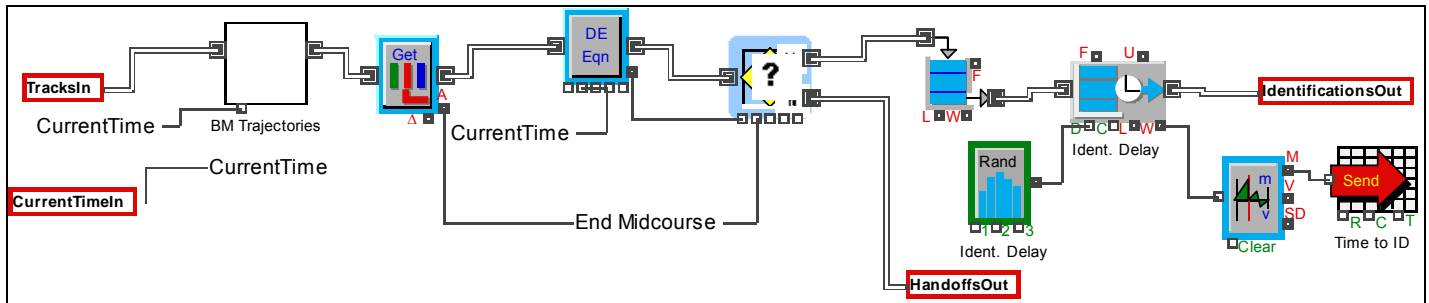 TracksIn
CurrentTime
BM Trajectories
CurrentTime
CurrentTimeIn
Get
A
Δ
DE
Eqn
CurrentTime
?
End Midcourse
F
L W
F U
D C L W
Ident. Delay
IdentificationsOut
Rand
1 2 3
Ident. Delay
HandoffsOut
m
v
M
V
SD
Clear
Send
R C T
Time to ID